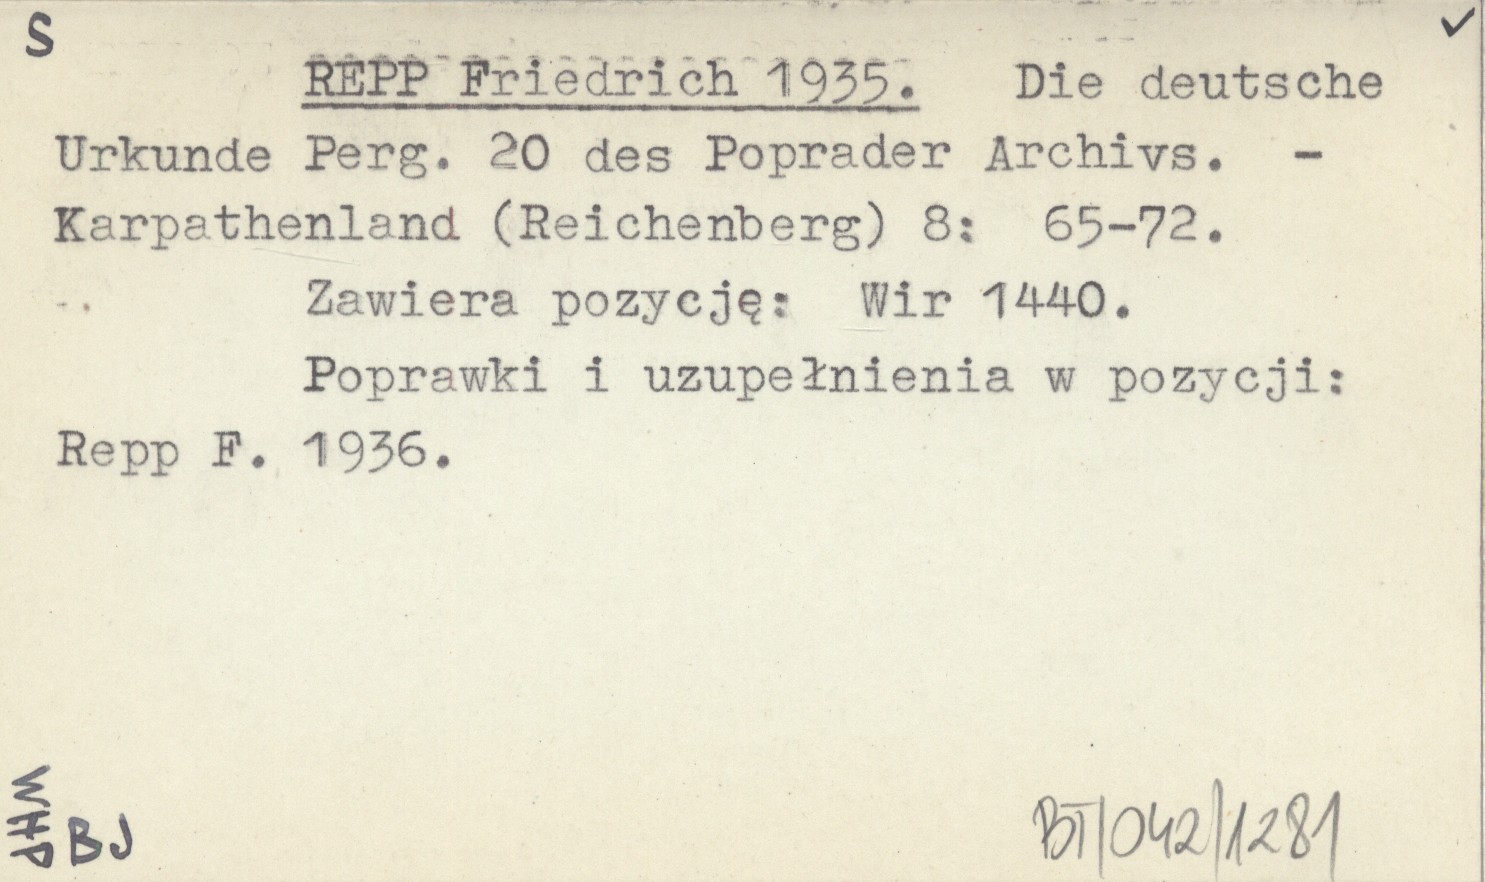 S ✓
REPP Friedrich 1935. Die deutsche
Urkunde Perg. 20 des Poprader Archivs. -
Karpathenland (Reichenberg) 8: 65-72.
Zawiera pozycję: Wir 1440.
Poprawki i uzupełnienia w pozycji:
Repp F. 1936.
BJ
BT/042/1281